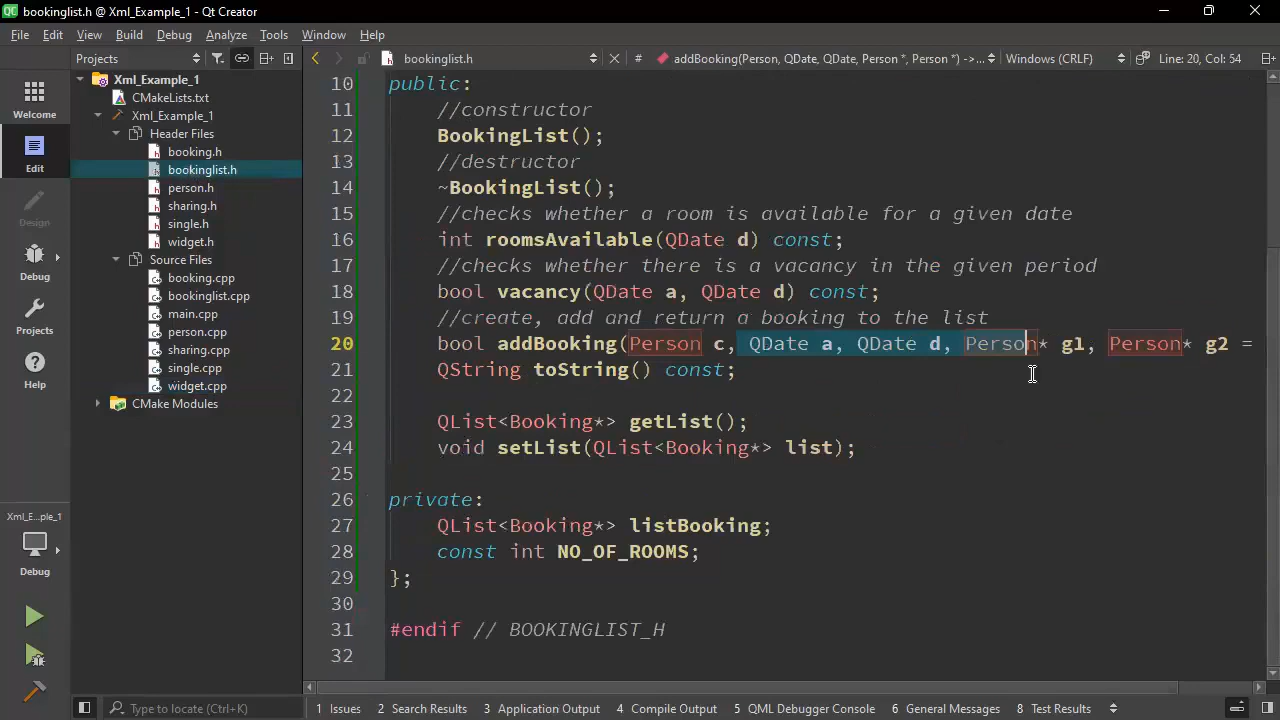 QC bookinglist.h @ Xml_Example_1 - Qt Creator
File Edit View Build Debug Analyze Tools Window Help
Projects bookinglist.h # addBooking(Person, QDate, QDate, Person *, Person *) ->... Windows (CRLF) Line: 20, Col: 54
Welcome
Edit
Design
Debug
Projects
Help
Xml_E...ple_1
Debug
Xml_Example_1
CMakeLists.txt
Xml_Example_1
Header Files
booking.h
bookinglist.h
person.h
sharing.h
single.h
widget.h
Source Files
booking.cpp
bookinglist.cpp
main.cpp
person.cpp
sharing.cpp
single.cpp
widget.cpp
CMake Modules
10 public:
11 //constructor
12 BookingList();
13 //destructor
14 ~BookingList();
15 //checks whether a room is available for a given date
16 int roomsAvailable(QDate d) const;
17 //checks whether there is a vacancy in the given period
18 bool vacancy(QDate a, QDate d) const;
19 //create, add and return a booking to the list
20 bool addBooking(Person c, QDate a, QDate d, Person* g1, Person* g2 =
21 QString toString() const;
22
23 QList<Booking*> getList();
24 void setList(QList<Booking*> list);
25
26 private:
27 QList<Booking*> listBooking;
28 const int NO_OF_ROOMS;
29 };
30
31 #endif // BOOKINGLIST_H
32
Type to locate (Ctrl+K) 1 Issues 2 Search Results 3 Application Output 4 Compile Output 5 QML Debugger Console 6 General Messages 8 Test Results